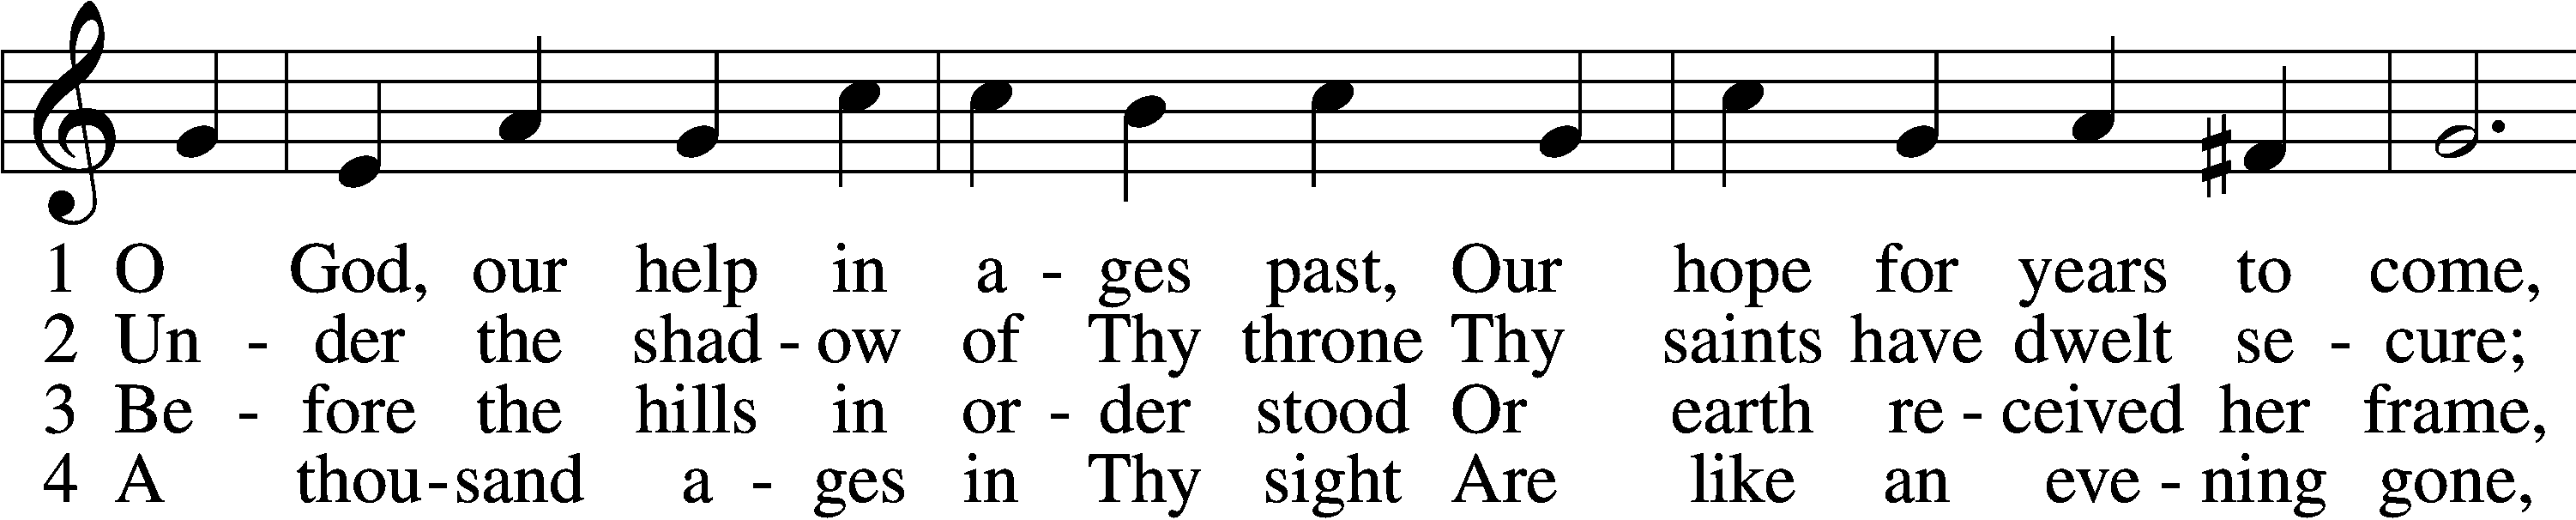 1 O God, our help in a - ges past, Our hope for years to come,
2 Un - der the shad - ow of Thy throne Thy saints have dwelt se - cure;
3 Be - fore the hills in or - der stood Or earth re - ceived her frame,
4 A thou - sand a - ges in Thy sight Are like an eve - ning gone,